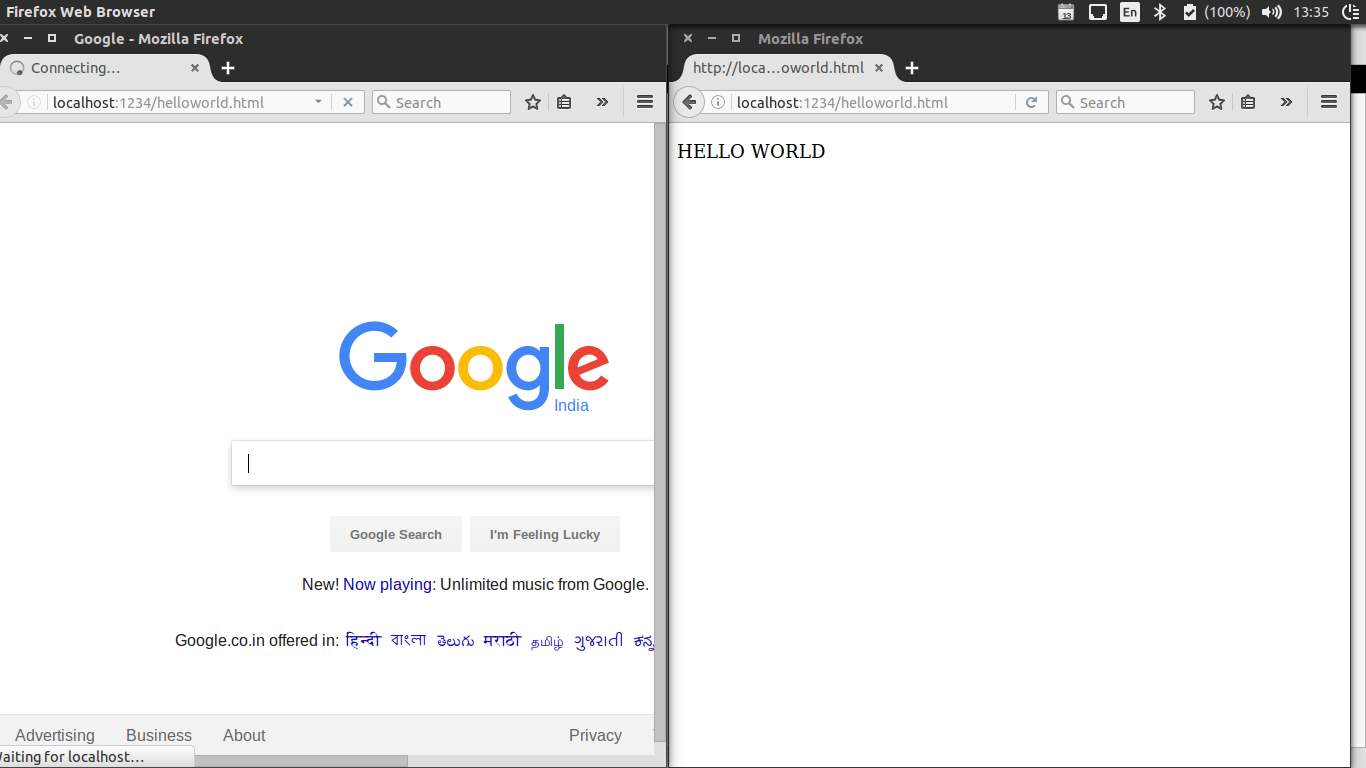 Firefox Web Browser
13
En
(100%)
13:35
Google - Mozilla Firefox
Connecting…
localhost:1234/helloworld.html
Search
Google
India
Google Search
I'm Feeling Lucky
New! Now playing: Unlimited music from Google.
Google.co.in offered in: हिन्दी বাংলা తెలుగు मराठी தமிழ் ગુજરાતી ಕನ್ನ
Advertising Business About Privacy
Waiting for localhost…
Mozilla Firefox
http://loca…oworld.html
localhost:1234/helloworld.html
Search
HELLO WORLD